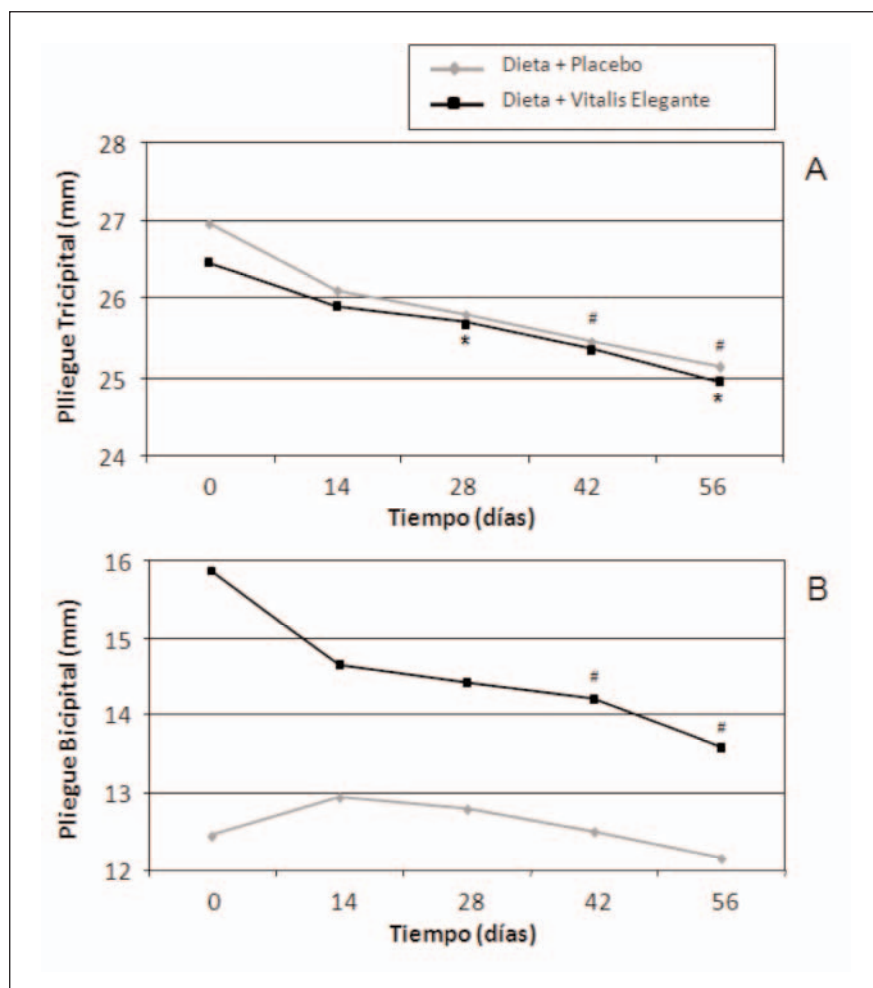 Dieta + Placebo
Dieta + Vitalis Elegante
A
Plliegue Tricipital (mm)
28
27
26
25
24
#
#
*
*
0 14 28 42 56
Tiempo (días)
B
Pliegue Bicipital (mm)
16
15
14
13
12
#
#
0 14 28 42 56
Tiempo (días)